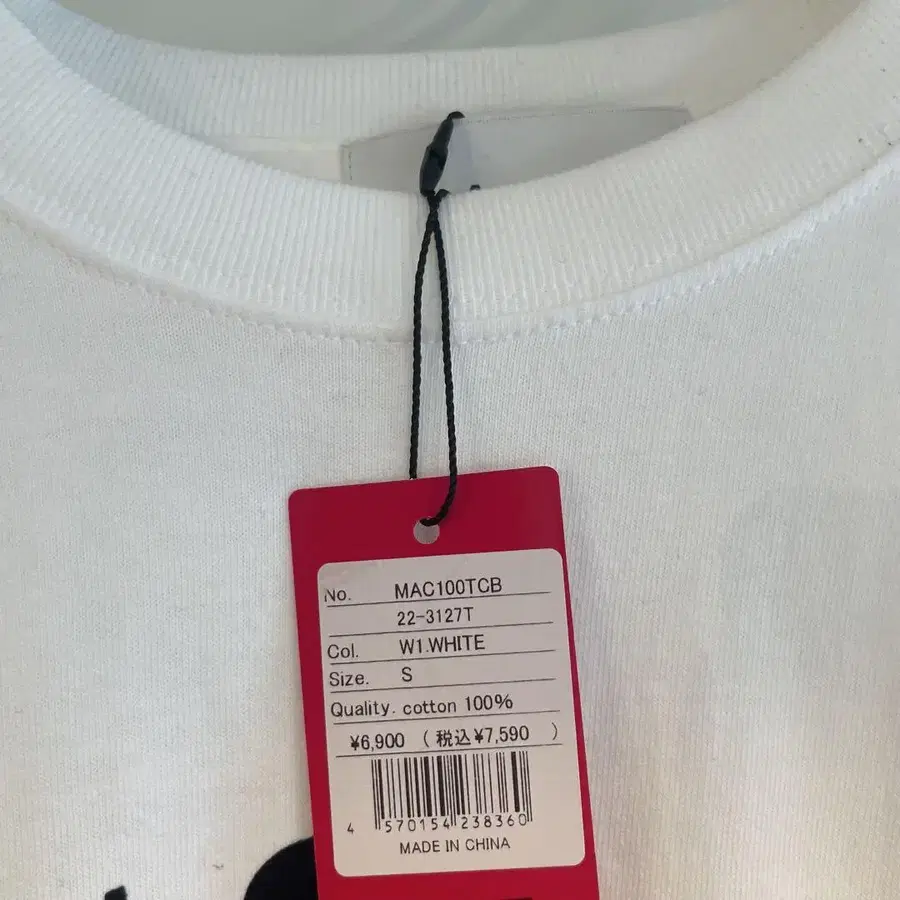 No. MAC100TCB
22-3127T
Col. W1.WHITE
Size. S
Quality. cotton 100%
¥6,900 (税込¥7,590 )
4 570154 238360
MADE IN CHINA